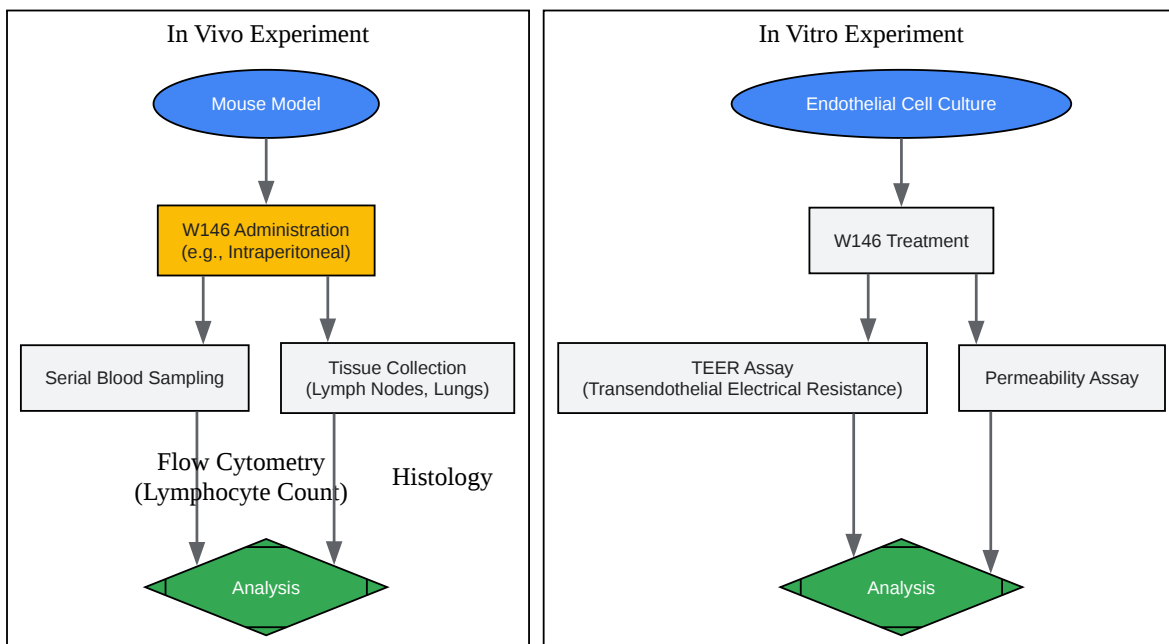 In Vivo Experiment
Mouse Model
W146 Administration
(e.g., Intraperitoneal)
Serial Blood Sampling
Tissue Collection
(Lymph Nodes, Lungs)
Flow Cytometry
(Lymphocyte Count)
Histology
Analysis
In Vitro Experiment
Endothelial Cell Culture
W146 Treatment
TEER Assay
(Transendothelial Electrical Resistance)
Permeability Assay
Analysis